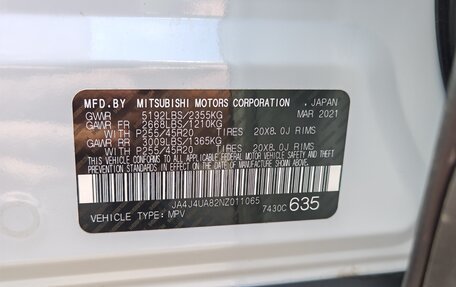 MFD.BY MITSUBISHI MOTORS CORPORATION , JAPAN
GVWR 5192LBS/2355KG MAR 2021
GAWR FR 2668LBS/1210KG
WITH P255/45R20 TIRES 20X8.0J RIMS
GAWR RR 3009LBS/1365KG
WITH P255/45R20 TIRES 20X8.0J RIMS
THIS VEHICLE CONFORMS TO ALL APPLICABLE FEDERAL MOTOR VEHICLE SAFETY AND THEFT
PREVENTION STANDARDS IN EFFECT ON THE DATE OF MANUFACTURE SHOWN ABOVE.
JA4J4UA82NZ011065
VEHICLE TYPE: MPV 7430C 635